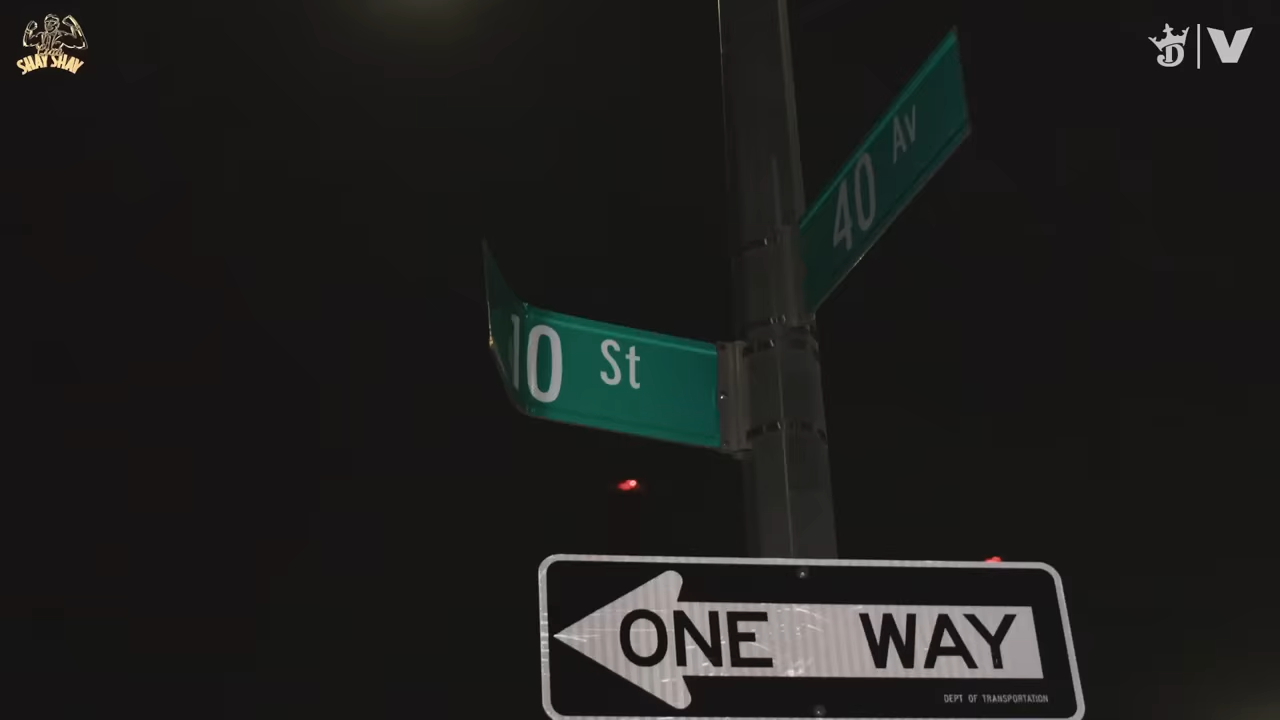 SHAY SHAY
40 Av
10 St
ONE WAY
DEPT OF TRANSPORTATION